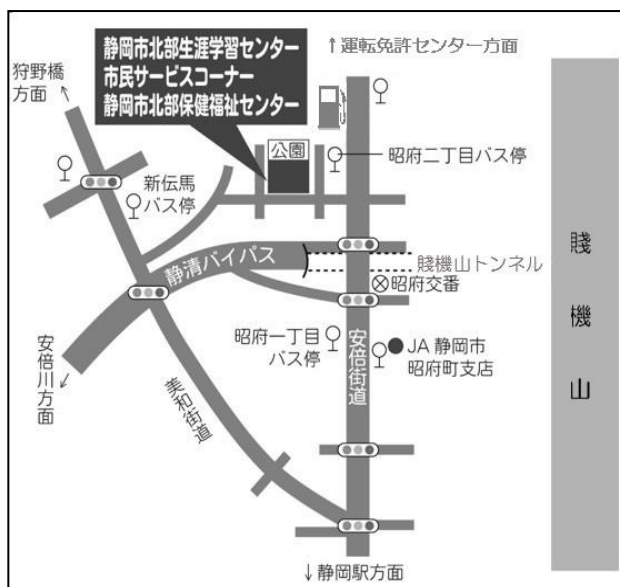 静岡市北部生涯学習センター
市民サービスコーナー
静岡市北部保健福祉センター
↑運転免許センター方面
狩野橋
方面
公園
昭府二丁目バス停
新伝馬
バス停
静清バイパス
賤機山トンネル
昭府交番
賤機山
安倍川方面
昭府一丁目
バス停
安倍街道
JA 静岡市
昭府町支店
美和街道
↓静岡駅方面